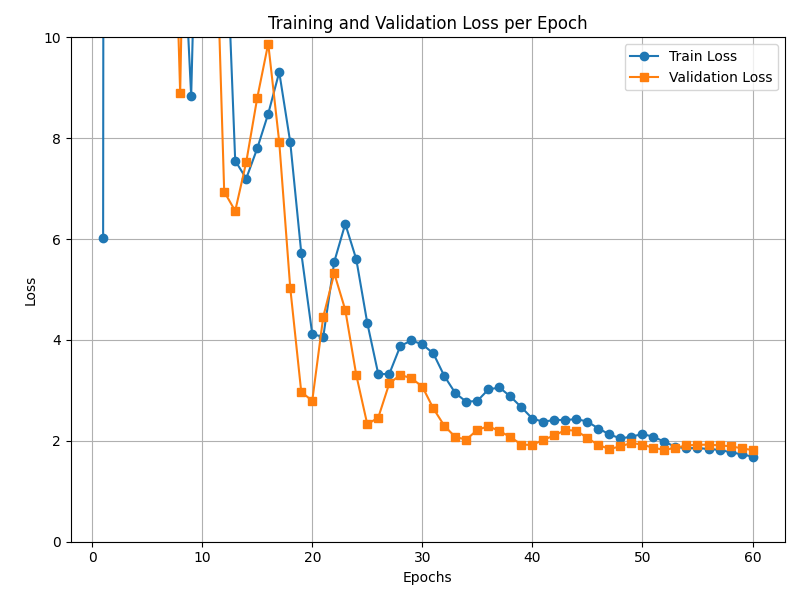 Training and Validation Loss per Epoch
Train Loss
Validation Loss
Loss
10
8
6
4
2
0
0 10 20 30 40 50 60
Epochs